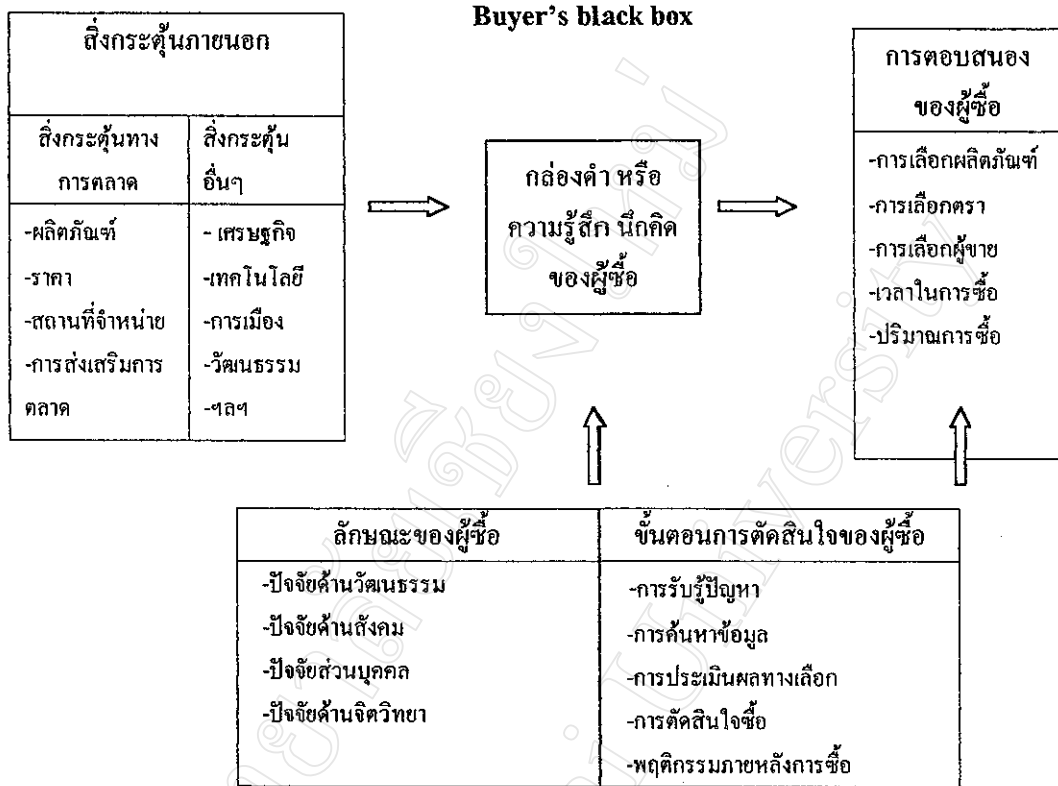 Buyer's black box
สิ่งกระตุ้นภายนอก
สิ่งกระตุ้นทาง
การตลาด
สิ่งกระตุ้น
อื่นๆ
-ผลิตภัณฑ์
-ราคา
-สถานที่จำหน่าย
-การส่งเสริมการ
ตลาด
- เศรษฐกิจ
-เทคโนโลยี
-การเมือง
-วัฒนธรรม
-ฯลฯ
กล่องดำ หรือ
ความรู้สึก นึกคิด
ของผู้ซื้อ
การตอบสนอง
ของผู้ซื้อ
-การเลือกผลิตภัณฑ์
-การเลือกตรา
-การเลือกผู้ขาย
-เวลาในการซื้อ
-ปริมาณการซื้อ
ลักษณะของผู้ซื้อ
-ปัจจัยด้านวัฒนธรรม
-ปัจจัยด้านสังคม
-ปัจจัยส่วนบุคคล
-ปัจจัยด้านจิตวิทยา
ขั้นตอนการตัดสินใจของผู้ซื้อ
-การรับรู้ปัญหา
-การค้นหาข้อมูล
-การประเมินผลทางเลือก
-การตัดสินใจซื้อ
-พฤติกรรมภายหลังการซื้อ
ยาลัยเชียงใหม่
University